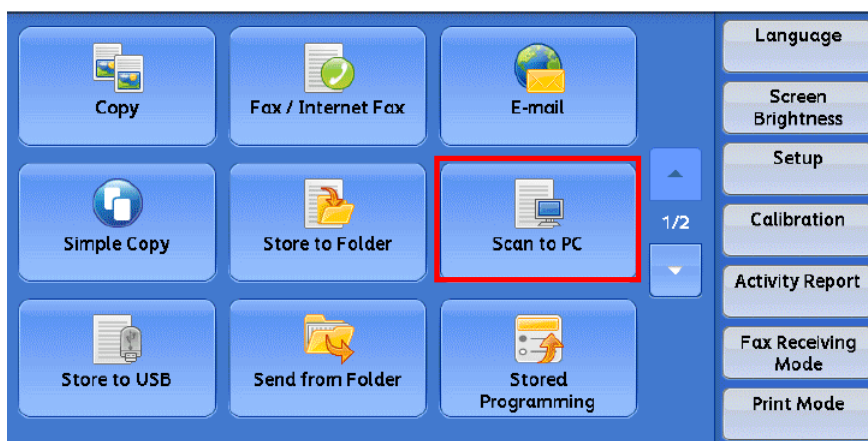 Copy
Fax / Internet Fax
E-mail
Simple Copy
Store to Folder
Scan to PC
Store to USB
Send from Folder
Stored
Programming
1/2
Language
Screen
Brightness
Setup
Calibration
Activity Report
Fax Receiving
Mode
Print Mode